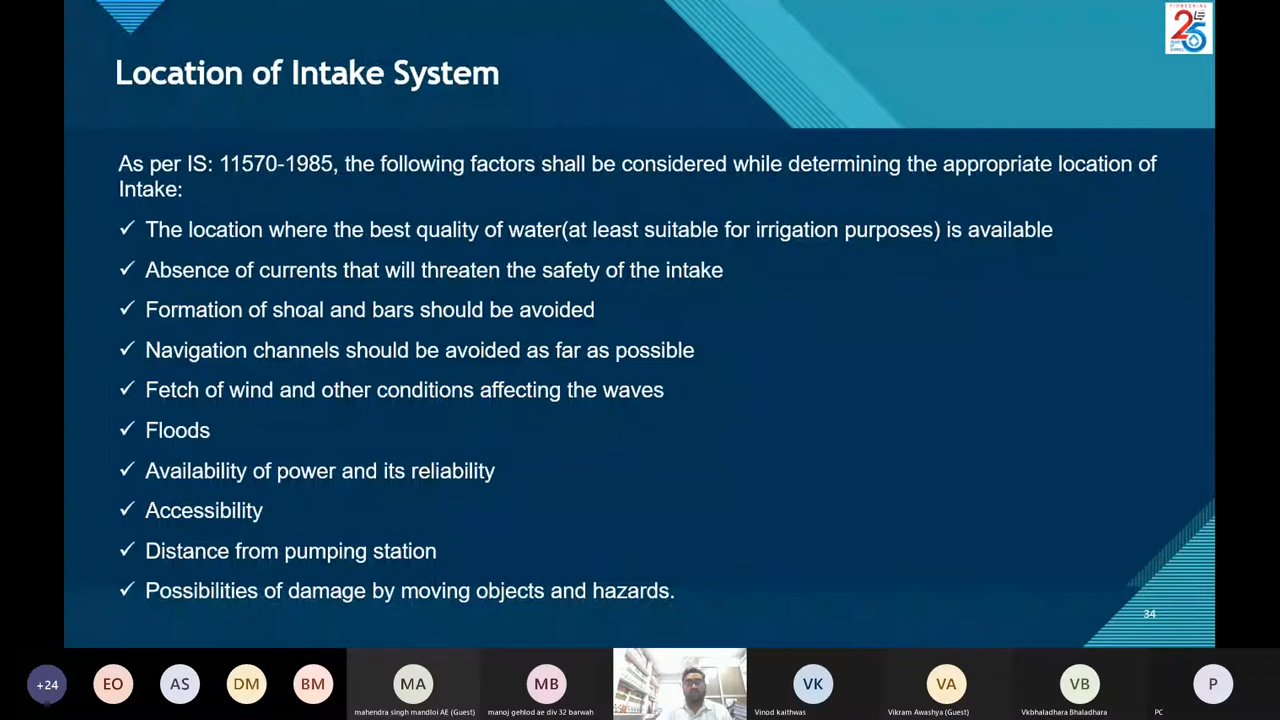 PIONEERING
25
Location of Intake System
As per IS: 11570-1985, the following factors shall be considered while determining the appropriate location of
Intake:
✓ The location where the best quality of water(at least suitable for irrigation purposes) is available
✓ Absence of currents that will threaten the safety of the intake
✓ Formation of shoal and bars should be avoided
✓ Navigation channels should be avoided as far as possible
✓ Fetch of wind and other conditions affecting the waves
✓ Floods
✓ Availability of power and its reliability
✓ Accessibility
✓ Distance from pumping station
✓ Possibilities of damage by moving objects and hazards.
34
+24 EO AS DM BM MA MB VK VA VB P
mahendra singh mandloi AE (Guest) manoj gehlod ae div 32 barwah Vinod kaithwas Vikram Awashya (Guest) Vkbhaladhara Bhaladhara PC